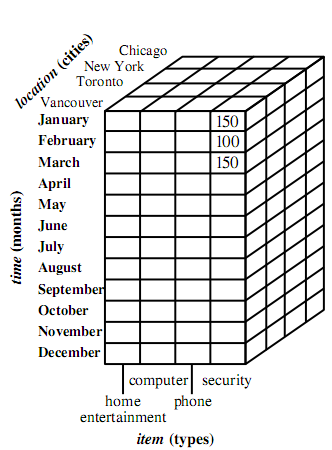 location (cities)
Chicago
New York
Toronto
Vancouver
time (months)
January 150
February 100
March 150
April
May
June
July
August
September
October
November
December
computer security
home phone
entertainment
item (types)